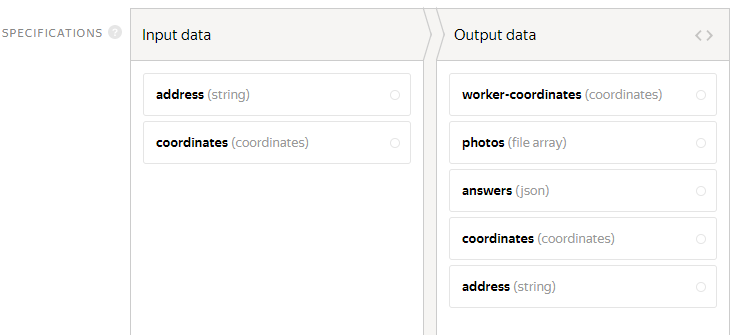 SPECIFICATIONS ?
Input data
address (string)
coordinates (coordinates)
Output data
worker-coordinates (coordinates)
photos (file array)
answers (json)
coordinates (coordinates)
address (string)